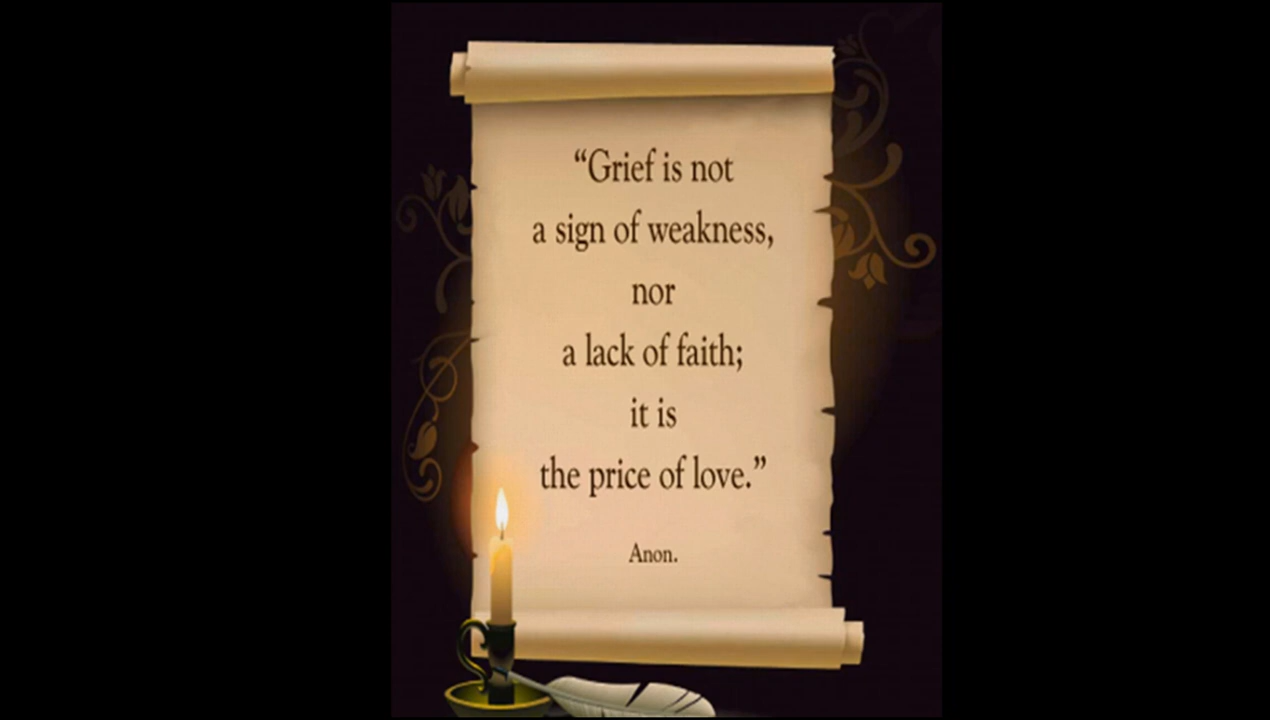 “Grief is not
a sign of weakness,
nor
a lack of faith;
it is
the price of love.”
Anon.